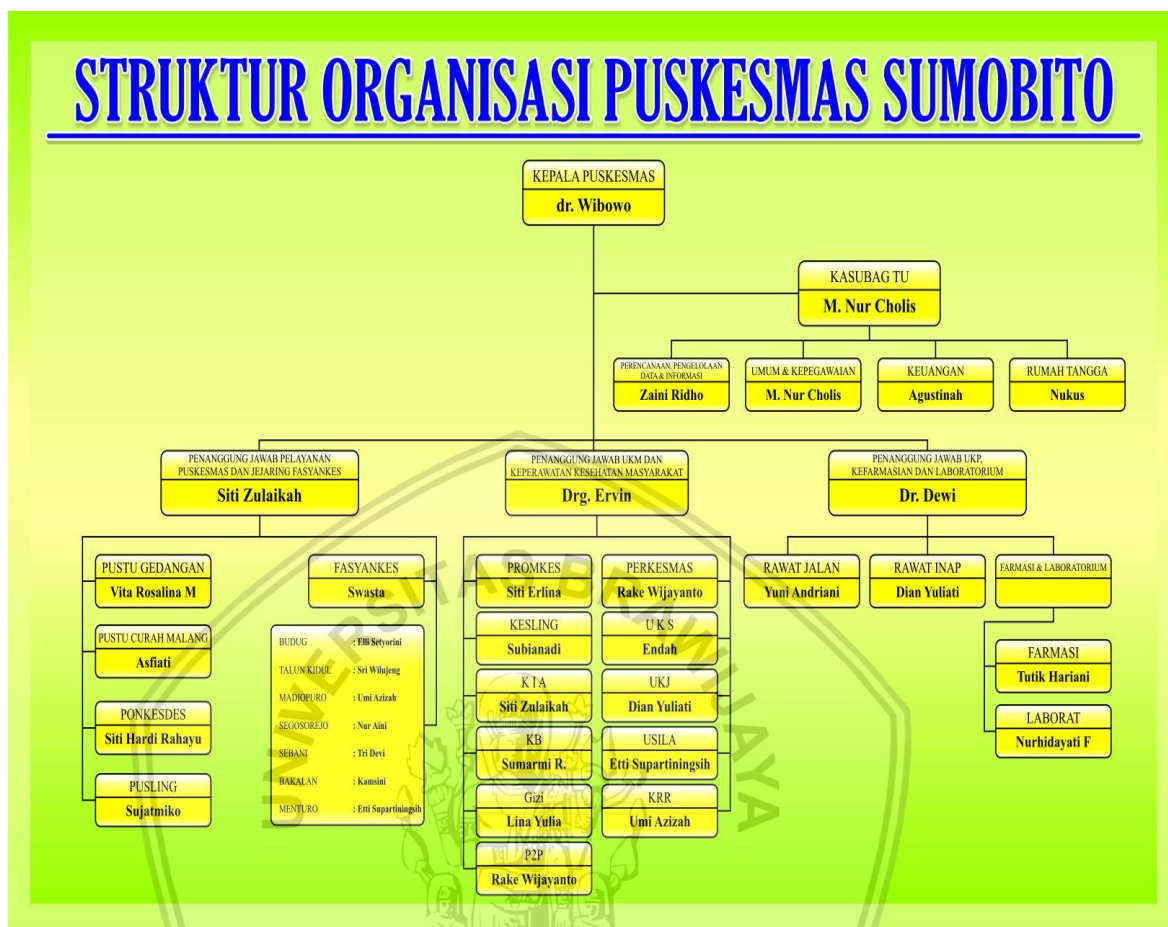 STRUKTUR ORGANISASI PUSKESMAS SUMOBITO
KEPALA PUSKESMAS
dr. Wibowo
KASUBAG TU
M. Nur Cholis
PERENCANAAN, PENGELOLAAN
DATA & INFORMASI
Zaini Ridho
UMUM & KEPEGAWAIAN
M. Nur Cholis
KEUANGAN
Agustinah
RUMAH TANGGA
Nukus
PENANGGUNG JAWAB PELAYANAN
PUSKESMAS DAN JEJARING FASYANKES
Siti Zulaikah
PENANGGUNG JAWAB UKM DAN
KEPERAWATAN KESEHATAN MASYARAKAT
Drg. Ervin
PENANGGUNG JAWAB UKP,
KEFARMASIAN DAN LABORATORIUM
Dr. Dewi
PUSTU GEDANGAN
Vita Rosalina M
PUSTU CURAH MALANG
Asfiati
PONKESDES
Siti Hardi Rahayu
PUSLING
Sujatmiko
FASYANKES
Swasta
BUDUG : Elli Setyorini
TALUN KIDUL : Sri Wilujeng
MADIOPURO : Umi Azizah
SEGOSOREJO : Nur Aini
SEBANI : Tri Devi
BAKALAN : Kamsini
MENTURO : Etti Supartiningsih
PROMKES
Siti Erlina
KESLING
Subianadi
K I A
Siti Zulaikah
KB
Sumarmi R.
Gizi
Lina Yulia
P2P
Rake Wijayanto
PERKESMAS
Rake Wijayanto
U K S
Endah
UKJ
Dian Yuliati
USILA
Etti Supartiningsih
KRR
Umi Azizah
RAWAT JALAN
Yuni Andriani
RAWAT INAP
Dian Yuliati
FARMASI & LABORATORIUM
FARMASI
Tutik Hariani
LABORAT
Nurhidayati F
UNIVERSITAS BRAWIJAYA